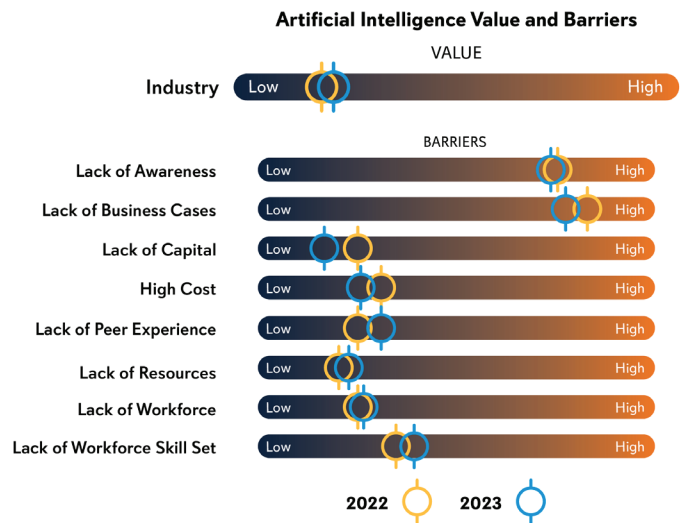 Artificial Intelligence Value and Barriers
VALUE
Industry Low High
BARRIERS
Lack of Awareness Low High
Lack of Business Cases Low High
Lack of Capital Low High
High Cost Low High
Lack of Peer Experience Low High
Lack of Resources Low High
Lack of Workforce Low High
Lack of Workforce Skill Set Low High
2022 2023